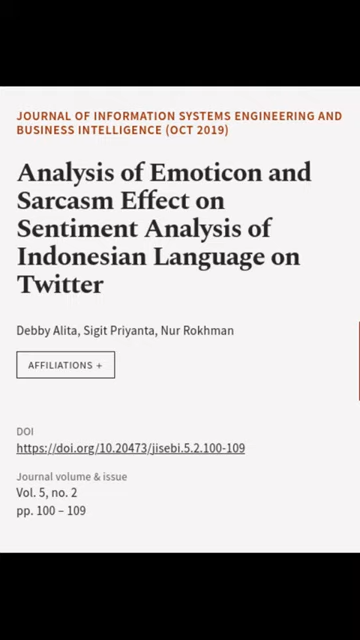 JOURNAL OF INFORMATION SYSTEMS ENGINEERING AND
BUSINESS INTELLIGENCE (OCT 2019)
Analysis of Emoticon and
Sarcasm Effect on
Sentiment Analysis of
Indonesian Language on
Twitter
Debby Alita, Sigit Priyanta, Nur Rokhman
AFFILIATIONS +
DOI
https://doi.org/10.20473/jisebi.5.2.100-109
Journal volume & issue
Vol. 5, no. 2
pp. 100 – 109